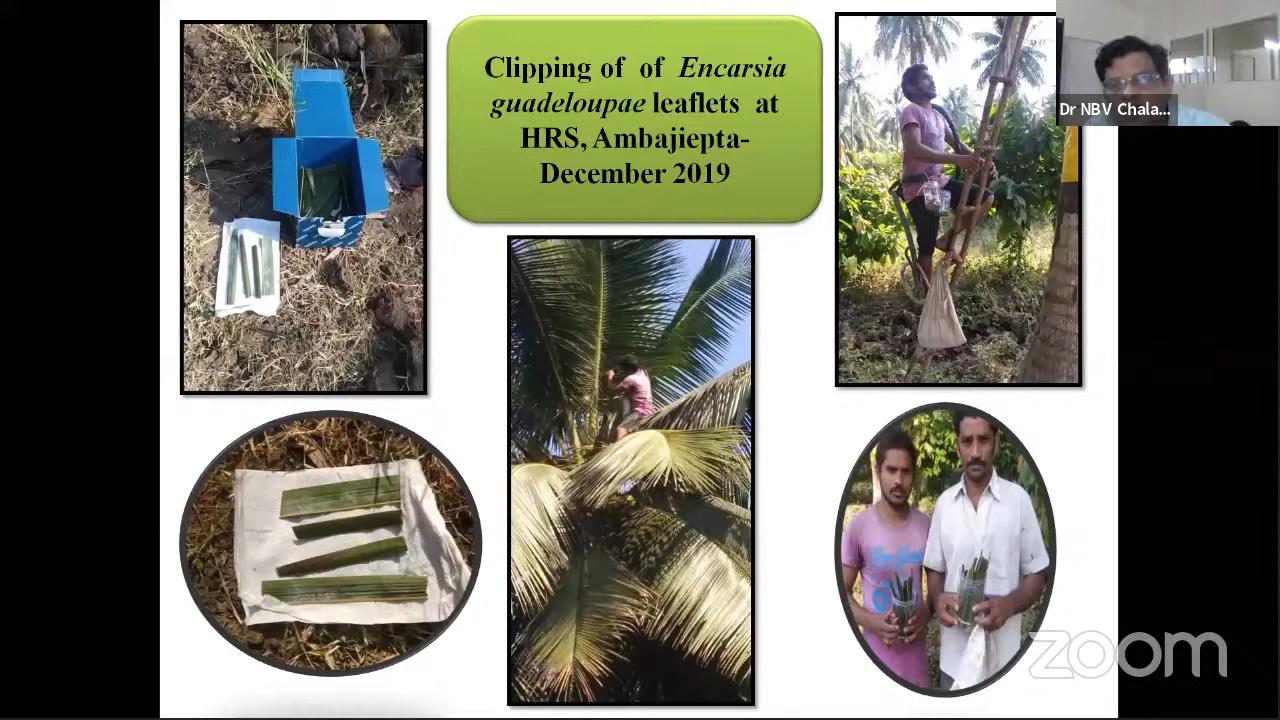 Clipping of of Encarsia
guadeloupae leaflets at
HRS, Ambajiepta-
December 2019
Dr NBV Chala...
zoom